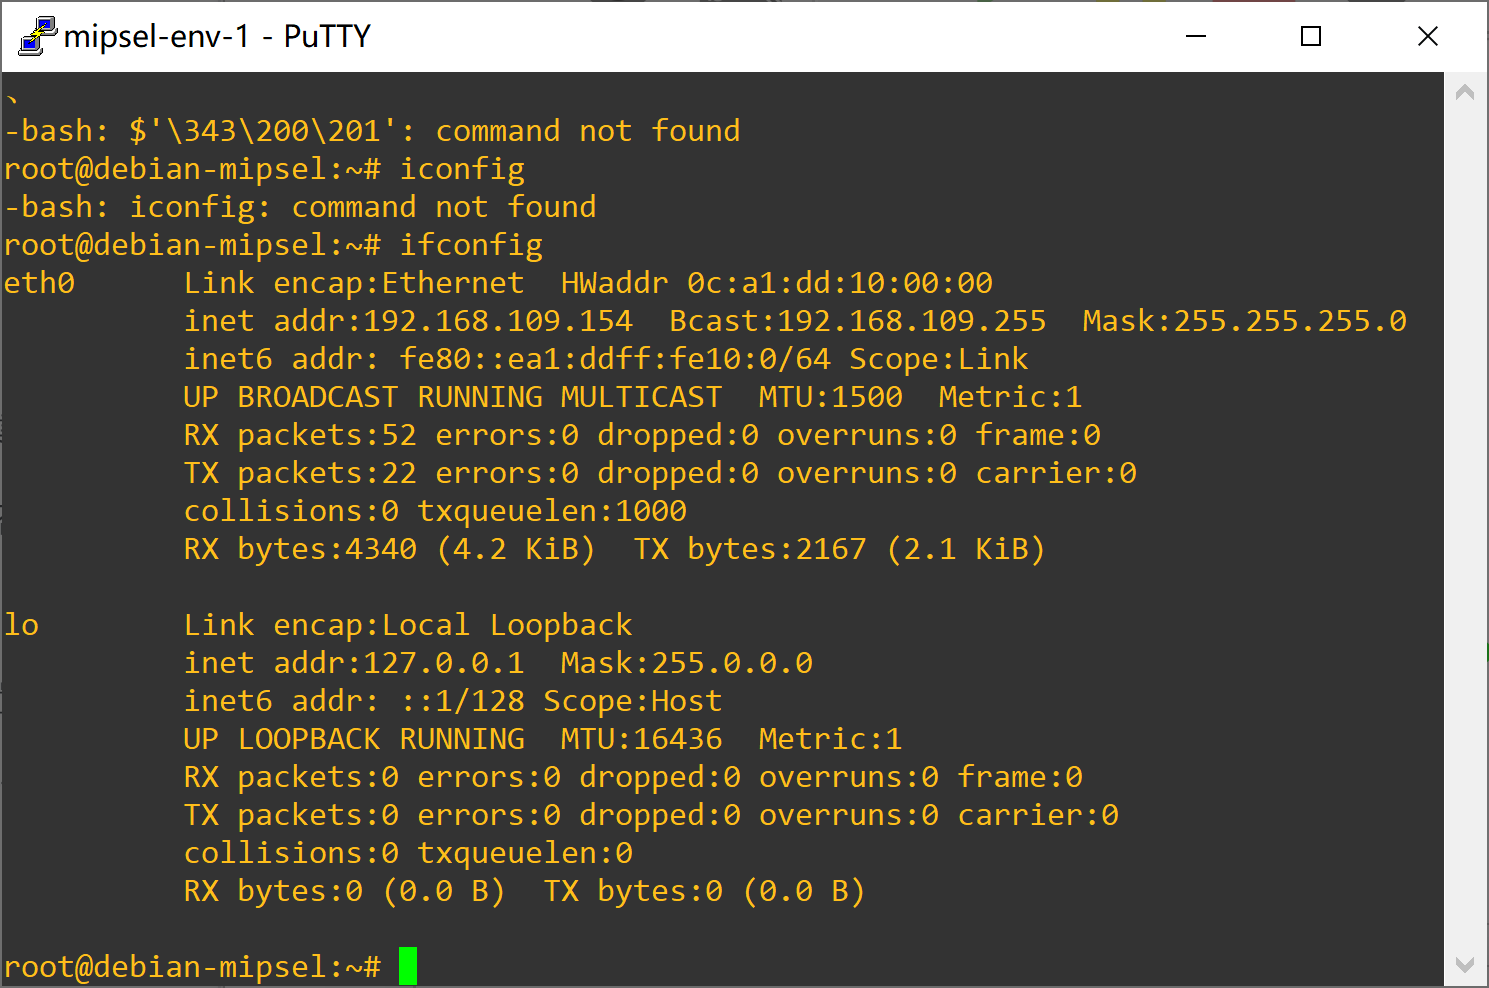 mipsel-env-1 - PuTTY
、
-bash: $'\343\200\201': command not found
root@debian-mipsel:~# iconfig
-bash: iconfig: command not found
root@debian-mipsel:~# ifconfig
eth0      Link encap:Ethernet  HWaddr 0c:a1:dd:10:00:00
          inet addr:192.168.109.154  Bcast:192.168.109.255  Mask:255.255.255.0
          inet6 addr: fe80::ea1:ddff:fe10:0/64 Scope:Link
          UP BROADCAST RUNNING MULTICAST  MTU:1500  Metric:1
          RX packets:52 errors:0 dropped:0 overruns:0 frame:0
          TX packets:22 errors:0 dropped:0 overruns:0 carrier:0
          collisions:0 txqueuelen:1000
          RX bytes:4340 (4.2 KiB)  TX bytes:2167 (2.1 KiB)

lo        Link encap:Local Loopback
          inet addr:127.0.0.1  Mask:255.0.0.0
          inet6 addr: ::1/128 Scope:Host
          UP LOOPBACK RUNNING  MTU:16436  Metric:1
          RX packets:0 errors:0 dropped:0 overruns:0 frame:0
          TX packets:0 errors:0 dropped:0 overruns:0 carrier:0
          collisions:0 txqueuelen:0
          RX bytes:0 (0.0 B)  TX bytes:0 (0.0 B)

root@debian-mipsel:~#